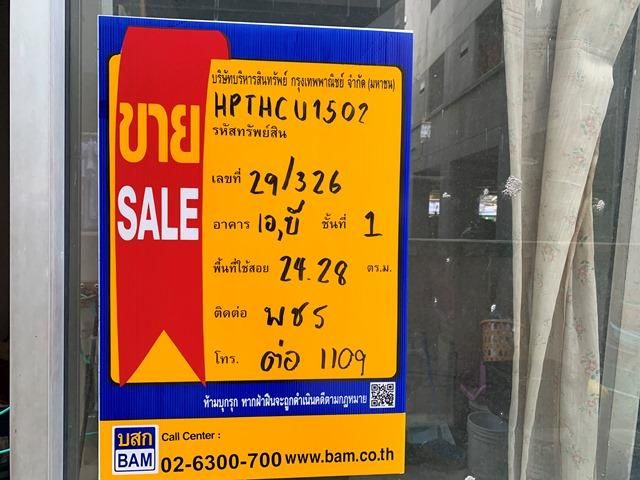 บริษัทบริหารสินทรัพย์ กรุงเทพพาณิชย์ จำกัด (มหาชน)
ขาย
SALE
HPTHCU1502
รหัสทรัพย์สิน
เลขที่ 29/326
อาคาร เอ,บี ชั้นที่ 1
พื้นที่ใช้สอย 24.28 ตร.ม.
ติดต่อ พชร
โทร. ต่อ 1109
ห้ามบุกรุก หากฝ่าฝืนจะถูกดำเนินคดีตามกฎหมาย
บสก
BAM
Call Center :
02-6300-700 www.bam.co.th